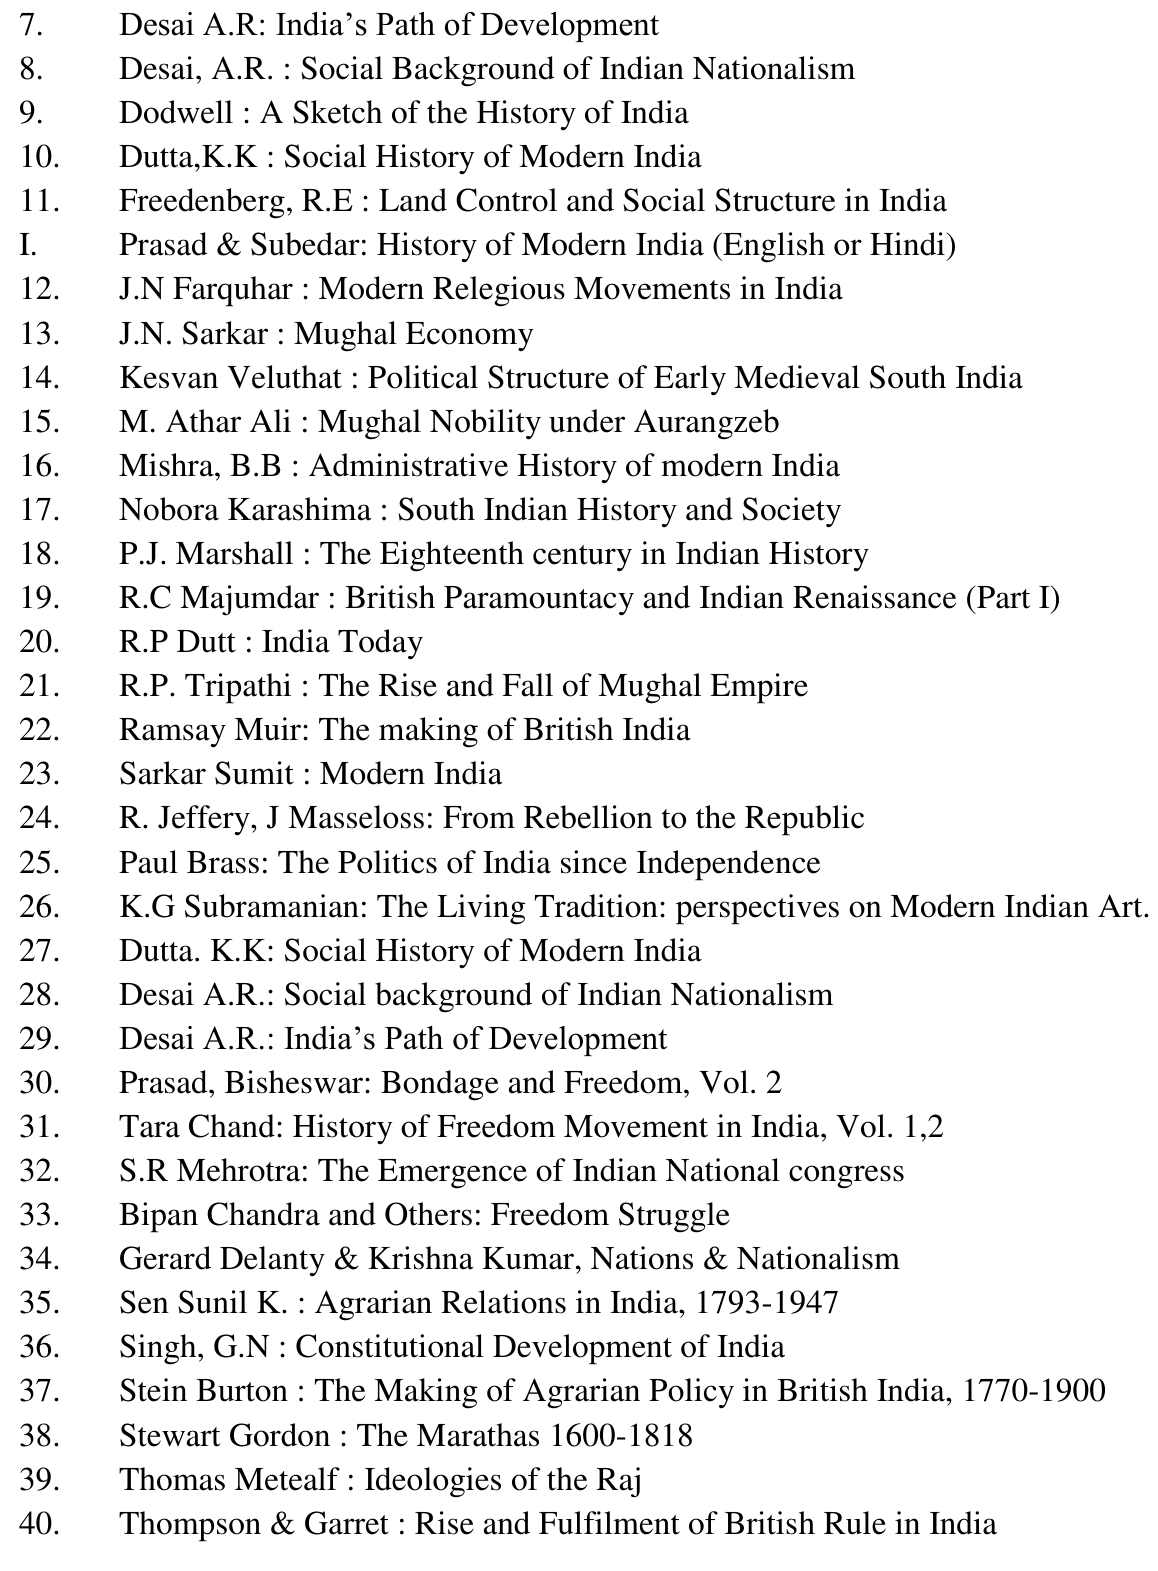 7. Desai A.R: India’s Path of Development
8. Desai, A.R. : Social Background of Indian Nationalism
9. Dodwell : A Sketch of the History of India
10. Dutta,K.K : Social History of Modern India
11. Freedenberg, R.E : Land Control and Social Structure in India
I. Prasad & Subedar: History of Modern India (English or Hindi)
12. J.N Farquhar : Modern Relegious Movements in India
13. J.N. Sarkar : Mughal Economy
14. Kesvan Veluthat : Political Structure of Early Medieval South India
15. M. Athar Ali : Mughal Nobility under Aurangzeb
16. Mishra, B.B : Administrative History of modern India
17. Nobora Karashima : South Indian History and Society
18. P.J. Marshall : The Eighteenth century in Indian History
19. R.C Majumdar : British Paramountacy and Indian Renaissance (Part I)
20. R.P Dutt : India Today
21. R.P. Tripathi : The Rise and Fall of Mughal Empire
22. Ramsay Muir: The making of British India
23. Sarkar Sumit : Modern India
24. R. Jeffery, J Masseloss: From Rebellion to the Republic
25. Paul Brass: The Politics of India since Independence
26. K.G Subramanian: The Living Tradition: perspectives on Modern Indian Art.
27. Dutta. K.K: Social History of Modern India
28. Desai A.R.: Social background of Indian Nationalism
29. Desai A.R.: India’s Path of Development
30. Prasad, Bisheswar: Bondage and Freedom, Vol. 2
31. Tara Chand: History of Freedom Movement in India, Vol. 1,2
32. S.R Mehrotra: The Emergence of Indian National congress
33. Bipan Chandra and Others: Freedom Struggle
34. Gerard Delanty & Krishna Kumar, Nations & Nationalism
35. Sen Sunil K. : Agrarian Relations in India, 1793-1947
36. Singh, G.N : Constitutional Development of India
37. Stein Burton : The Making of Agrarian Policy in British India, 1770-1900
38. Stewart Gordon : The Marathas 1600-1818
39. Thomas Metealf : Ideologies of the Raj
40. Thompson & Garret : Rise and Fulfilment of British Rule in India